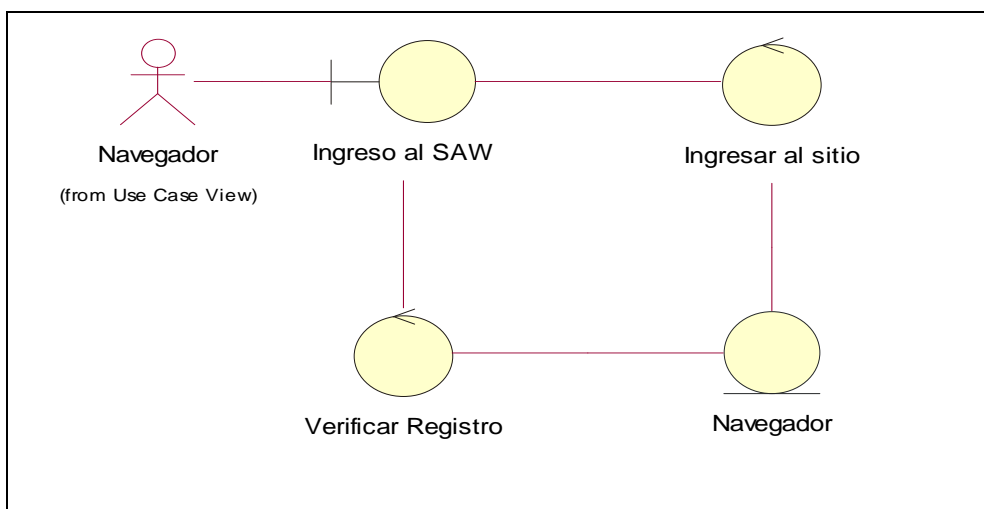 Navegador
(from Use Case View)
Ingreso al SAW
Ingresar al sitio
Verificar Registro
Navegador